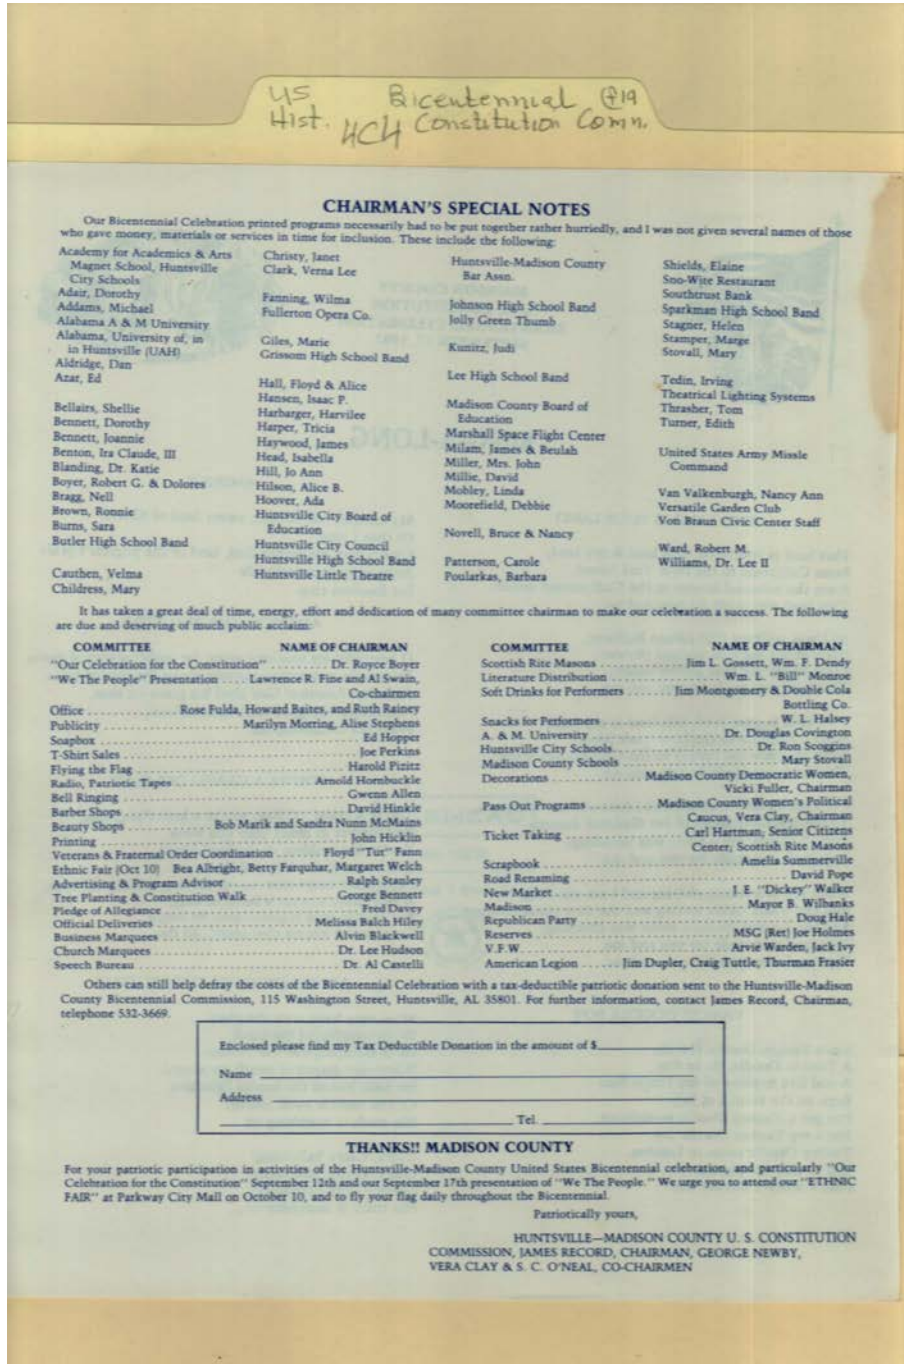 US Bicentennial @19
Hist. 4C4 Constitution Comn.
CHAIRMAN'S SPECIAL NOTES
Our Bicentennial Celebration printed programs necessarily had to be put together rather hurriedly, and I was not given several names of those
who gave money, materials or services in time for inclusion. These include the following:
Academy for Academics & Arts
Magnet School, Huntsville
City Schools
Adair, Dorothy
Addams, Michael
Alabama A & M University
Alabama, University of, in
in Huntsville (UAH)
Aldridge, Dan
Azar, Ed
Bellairs, Shellie
Bennett, Dorothy
Bennett, Joannie
Benton, Ira Claude, III
Blanding, Dr. Katie
Boyer, Robert G. & Dolores
Bragg, Nell
Brown, Ronnie
Burns, Sara
Butler High School Band
Cauthen, Velma
Childress, Mary
Christy, Janet
Clark, Verna Lee
Fanning, Wilma
Fullerton Opera Co.
Giles, Marie
Grissom High School Band
Hall, Floyd & Alice
Hansen, Isaac P.
Harbarger, Harvilee
Harper, Tricia
Haywood, James
Head, Isabella
Hill, Jo Ann
Hilson, Alice B.
Hoover, Ada
Huntsville City Board of
Education
Huntsville City Council
Huntsville High School Band
Huntsville Little Theatre
Huntsville-Madison County
Bar Assn.
Johnson High School Band
Jolly Green Thumb
Kunitz, Judi
Lee High School Band
Madison County Board of
Education
Marshall Space Flight Center
Milam, James & Beulah
Miller, Mrs. John
Millie, David
Mobley, Linda
Moorefield, Debbie
Novell, Bruce & Nancy
Patterson, Carole
Poularkas, Barbara
Shields, Elaine
Sno-Wite Restaurant
Southtrust Bank
Sparkman High School Band
Stagner, Helen
Stamper, Marge
Stovall, Mary
Tedin, Irving
Theatrical Lighting Systems
Thrasher, Tom
Turner, Edith
United States Army Missle
Command
Van Valkenburgh, Nancy Ann
Versatile Garden Club
Von Braun Civic Center Staff
Ward, Robert M.
Williams, Dr. Lee II
It has taken a great deal of time, energy, effort and dedication of many committee chairman to make our celebration a success. The following
are due and deserving of much public acclaim:
COMMITTEE NAME OF CHAIRMAN
"Our Celebration for the Constitution" Dr. Royce Boyer
"We The People" Presentation Lawrence R. Fine and Al Swain,
Co-chairmen
Office Rose Fulda, Howard Baites, and Ruth Rainey
Publicity Marilyn Morring, Alise Stephens
Soapbox Ed Hopper
T-Shirt Sales Joe Perkins
Flying the Flag Harold Pizitz
Radio, Patriotic Tapes Arnold Hornbuckle
Bell Ringing Gwenn Allen
Barber Shops David Hinkle
Beauty Shops Bob Marik and Sandra Nunn McMains
Printing John Hicklin
Veterans & Fraternal Order Coordination Floyd "Tut" Fann
Ethnic Fair (Oct 10) Bea Albright, Betty Farquhar, Margaret Welch
Advertising & Program Advisor Ralph Stanley
Tree Planting & Constitution Walk George Bennett
Pledge of Allegiance Fred Davey
Official Deliveries Melissa Balch Hiley
Business Marquees Alvin Blackwell
Church Marquees Dr. Lee Hudson
Speech Bureau Dr. Al Castelli
COMMITTEE NAME OF CHAIRMAN
Scottish Rite Masons Jim L. Gossett, Wm. F. Dendy
Literature Distribution Wm. L. "Bill" Monroe
Soft Drinks for Performers Jim Montgomery & Double Cola
Bottling Co.
Snacks for Performers W. L. Halsey
A. & M. University Dr. Douglas Covington
Huntsville City Schools Dr. Ron Scoggins
Madison County Schools Mary Stovall
Decorations Madison County Democratic Women,
Vicki Fuller, Chairman
Pass Out Programs Madison County Women's Political
Caucus, Vera Clay, Chairman
Ticket Taking Carl Hartman, Senior Citizens
Center, Scottish Rite Masons
Scrapbook Amelia Summerville
Road Renaming David Pope
New Market J. E. "Dickey" Walker
Madison Mayor B. Wilbanks
Republican Party Doug Hale
Reserves MSG (Ret) Joe Holmes
V.F.W. Arvie Warden, Jack Ivy
American Legion Jim Dupler, Craig Tuttle, Thurman Frasier
Others can still help defray the costs of the Bicentennial Celebration with a tax-deductible patriotic donation sent to the Huntsville-Madison
County Bicentennial Commission, 115 Washington Street, Huntsville, AL 35801. For further information, contact James Record, Chairman,
telephone 532-3669.
Enclosed please find my Tax Deductible Donation in the amount of $
Name
Address
Tel.
THANKS!! MADISON COUNTY
For your patriotic participation in activities of the Huntsville-Madison County United States Bicentennial celebration, and particularly "Our
Celebration for the Constitution" September 12th and our September 17th presentation of "We The People." We urge you to attend our "ETHNIC
FAIR" at Parkway City Mall on October 10, and to fly your flag daily throughout the Bicentennial.
Patriotically yours,
HUNTSVILLE—MADISON COUNTY U. S. CONSTITUTION
COMMISSION, JAMES RECORD, CHAIRMAN, GEORGE NEWBY,
VERA CLAY & S. C. O'NEAL, CO-CHAIRMEN